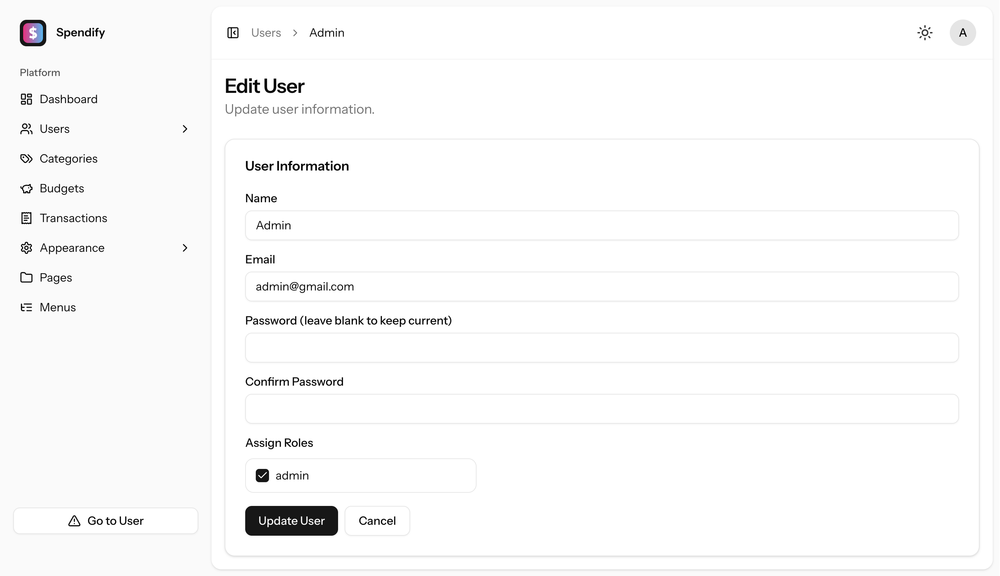 $
Spendify
Platform
Dashboard
Users
Categories
Budgets
Transactions
Appearance
Pages
Menus
Go to User
Users > Admin
A
Edit User
Update user information.
User Information
Name
Admin
Email
admin@gmail.com
Password (leave blank to keep current)
Confirm Password
Assign Roles
admin
Update User
Cancel